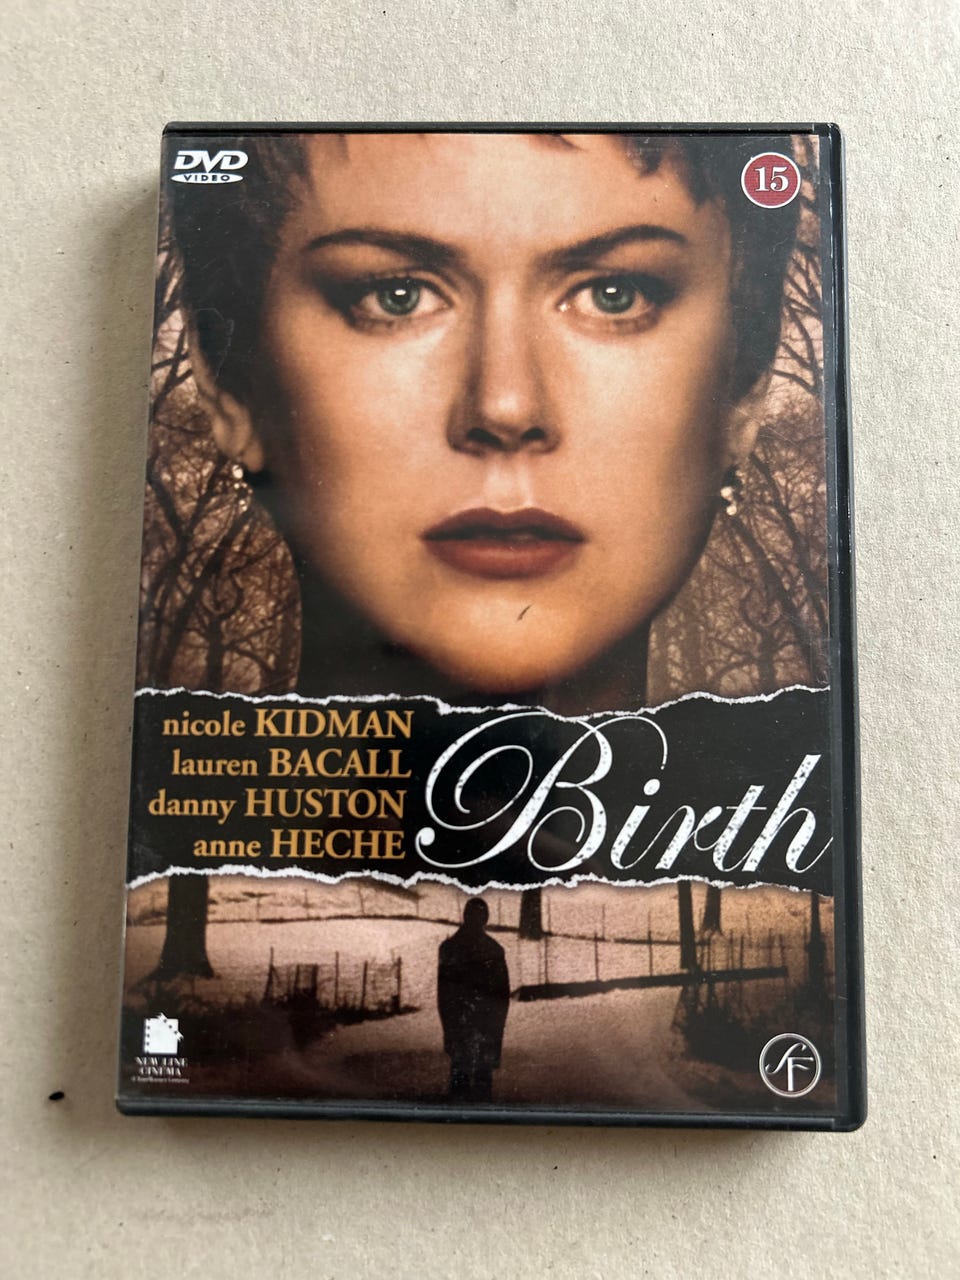 DVD
VIDEO
15
nicole KIDMAN
lauren BACALL
danny HUSTON
anne HECHE
Birth
NEW LINE
CINEMA
SF